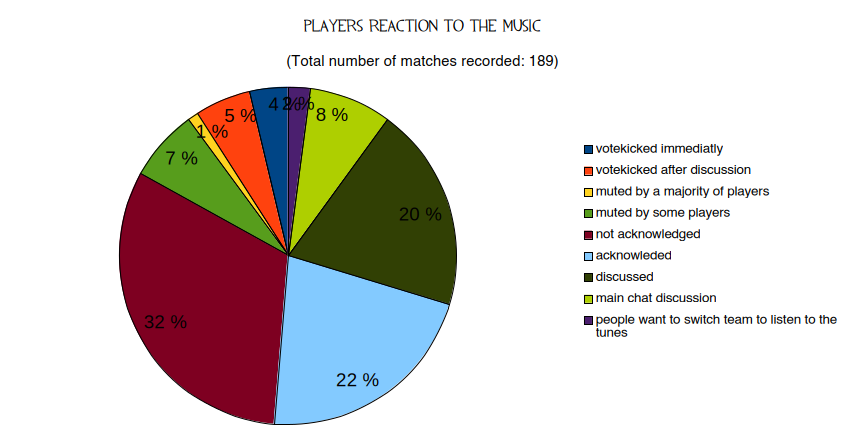 PLAYERS REACTION TO THE MUSIC
(Total number of matches recorded: 189)
4 %
2 %
8 %
5 %
1 %
7 %
20 %
32 %
22 %
votekicked immediatly
votekicked after discussion
muted by a majority of players
muted by some players
not acknowledged
acknowleded
discussed
main chat discussion
people want to switch team to listen to the
tunes